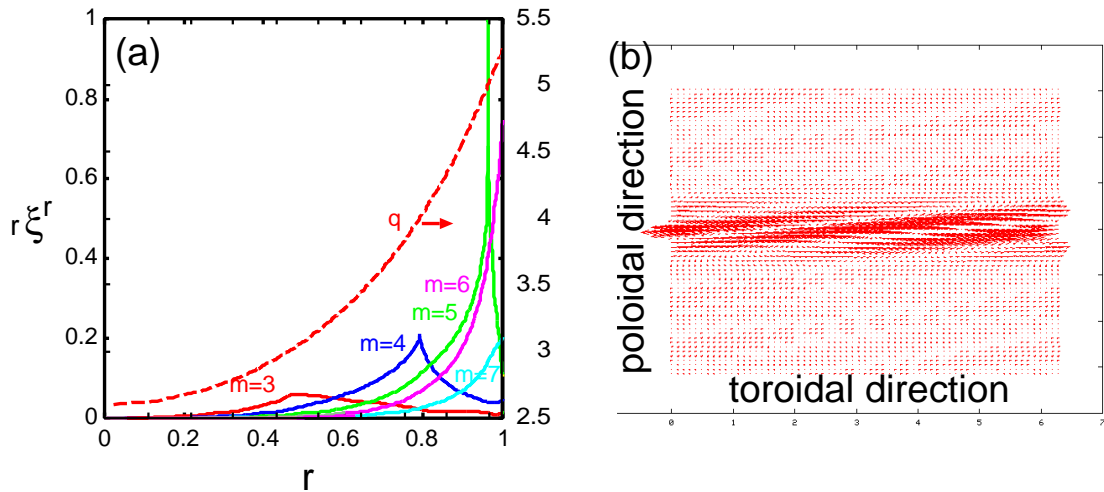 (a)
1
0.8
0.6
0.4
0.2
0
r ξ^r
0
0.2
0.4
0.6
0.8
1
r
5.5
5
4.5
4
3.5
3
2.5
q
m=6
m=5
m=4
m=3
m=7
(b)
poloidal direction
toroidal direction
0
1
2
3
4
5
6
7